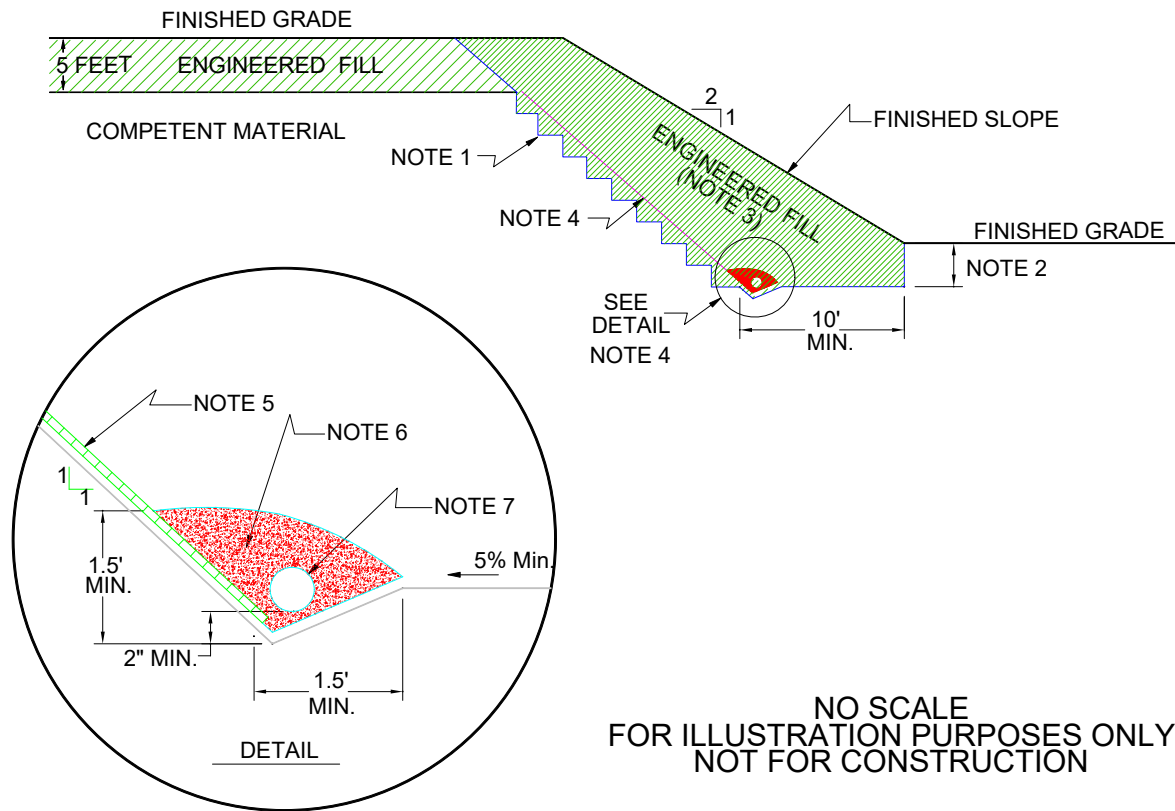 FINISHED GRADE
5 FEET ENGINEERED FILL
COMPETENT MATERIAL
NOTE 1
NOTE 4
2
1
FINISHED SLOPE
ENGINEERED FILL
(NOTE 3)
FINISHED GRADE
NOTE 2
SEE
DETAIL
NOTE 4
10'
MIN.
NOTE 5
NOTE 6
NOTE 7
1
1
1.5'
MIN.
5% Min.
2" MIN.
1.5'
MIN.
DETAIL
NO SCALE
FOR ILLUSTRATION PURPOSES ONLY
NOT FOR CONSTRUCTION